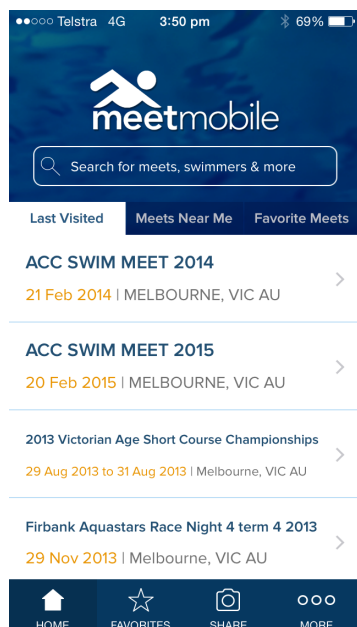 Telstra 4G 3:50 pm 69%
meetmobile
Search for meets, swimmers & more
Last Visited Meets Near Me Favorite Meets
ACC SWIM MEET 2014
21 Feb 2014 | MELBOURNE, VIC AU
ACC SWIM MEET 2015
20 Feb 2015 | MELBOURNE, VIC AU
2013 Victorian Age Short Course Championships
29 Aug 2013 to 31 Aug 2013 | Melbourne, VIC AU
Firbank Aquastars Race Night 4 term 4 2013
29 Nov 2013 | Melbourne, VIC AU
HOME FAVORITES SHARE MORE